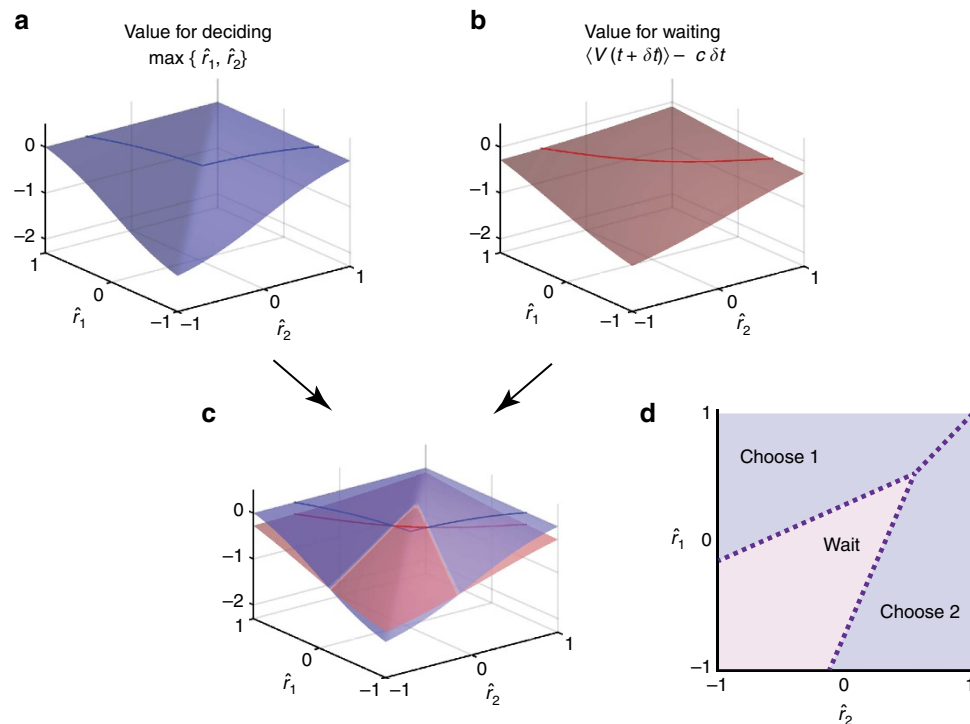 a
Value for deciding
max { r̂₁, r̂₂}
0
−1
−2
1
0
−1
−1
0
1
r̂₁
r̂₂
b
Value for waiting
⟨V (t + δt)⟩ − c δt
0
−1
−2
1
0
−1
−1
0
1
r̂₁
r̂₂
c
0
−1
−2
1
0
−1
−1
0
1
r̂₁
r̂₂
d
1
Choose 1
r̂₁
0
Wait
Choose 2
−1
−1
0
1
r̂₂